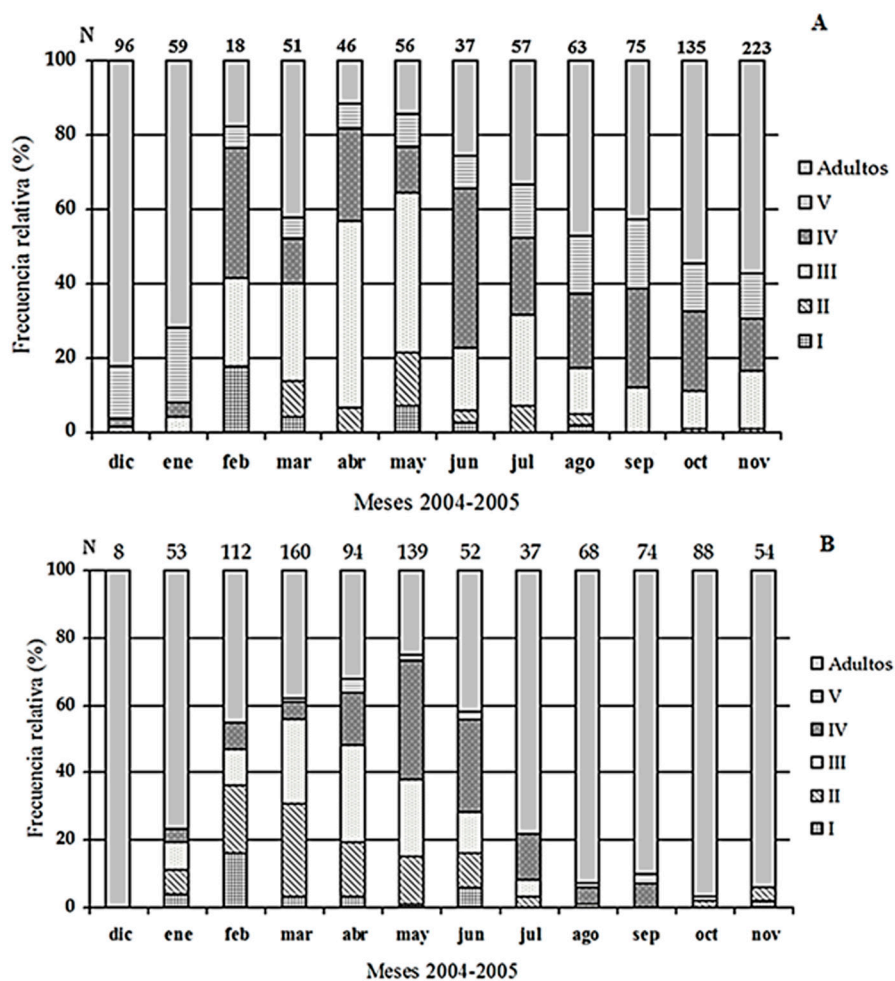 N 96 59 18 51 46 56 37 57 63 75 135 223 A
100
80
60
40
20
0
Frecuencia relativa (%)
Adultos
V
IV
III
II
I
dic ene feb mar abr may jun jul ago sep oct nov
Meses 2004-2005
N 8 53 112 160 94 139 52 37 68 74 88 54 B
100
80
60
40
20
0
Frecuencia relativa (%)
Adultos
V
IV
III
II
I
dic ene feb mar abr may jun jul ago sep oct nov
Meses 2004-2005